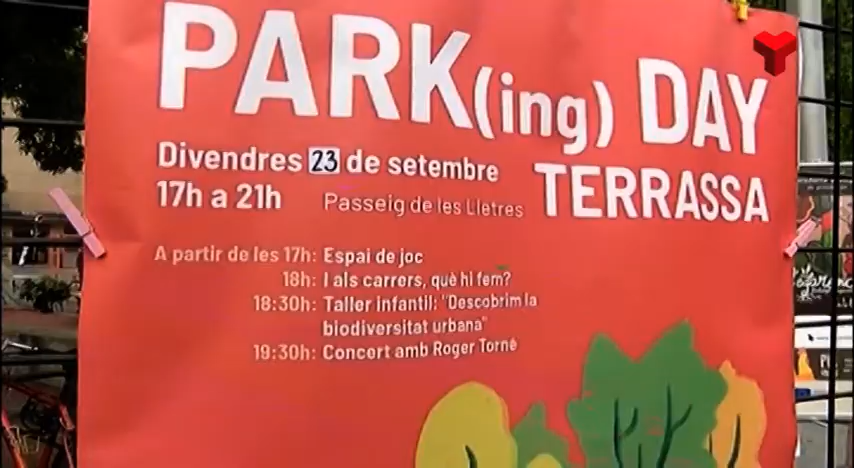 PARK(ing) DAY
TERRASSA
Divendres 23 de setembre
17h a 21h Passeig de les Lletres
A partir de les 17h: Espai de joc
18h: I als carrers, què hi fem?
18:30h: Taller infantil: "Descobrim la
biodiversitat urbana"
19:30h: Concert amb Roger Torné